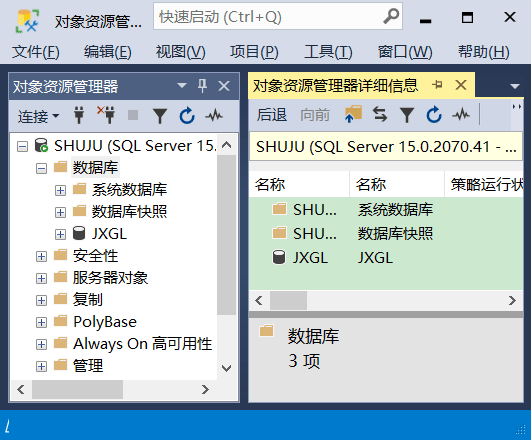 对象资源管...
快速启动 (Ctrl+Q)
文件(F) 编辑(E) 视图(V) 项目(P) 工具(T) 窗口(W) 帮助(H)
对象资源管理器
连接
SHUJU (SQL Server 15.
数据库
系统数据库
数据库快照
JXGL
安全性
服务器对象
复制
PolyBase
Always On 高可用性
管理
对象资源管理器详细信息
后退 向前
SHUJU (SQL Server 15.0.2070.41 - ...
名称 名称 策略运行状
SHU... 系统数据库
SHU... 数据库快照
JXGL JXGL
数据库
3 项